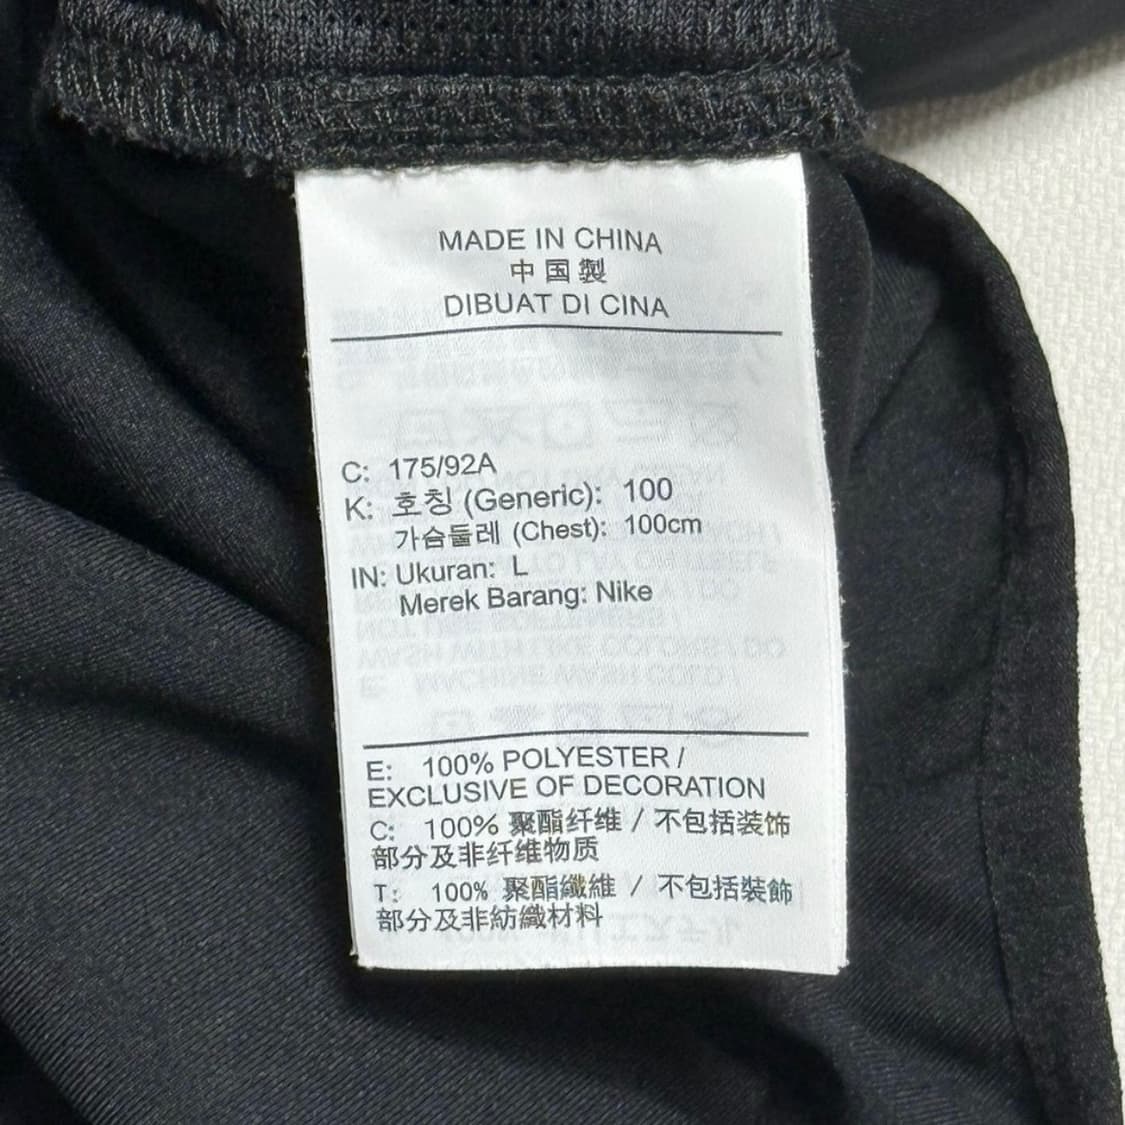 MADE IN CHINA
中国製
DIBUAT DI CINA
C: 175/92A
K: 호칭 (Generic): 100
가슴둘레 (Chest): 100cm
IN: Ukuran: L
Merek Barang: Nike
E: 100% POLYESTER /
EXCLUSIVE OF DECORATION
C: 100% 聚酯纤维 / 不包括装饰
部分及非纤维物质
T: 100% 聚酯纖維 / 不包括裝飾
部分及非紡織材料